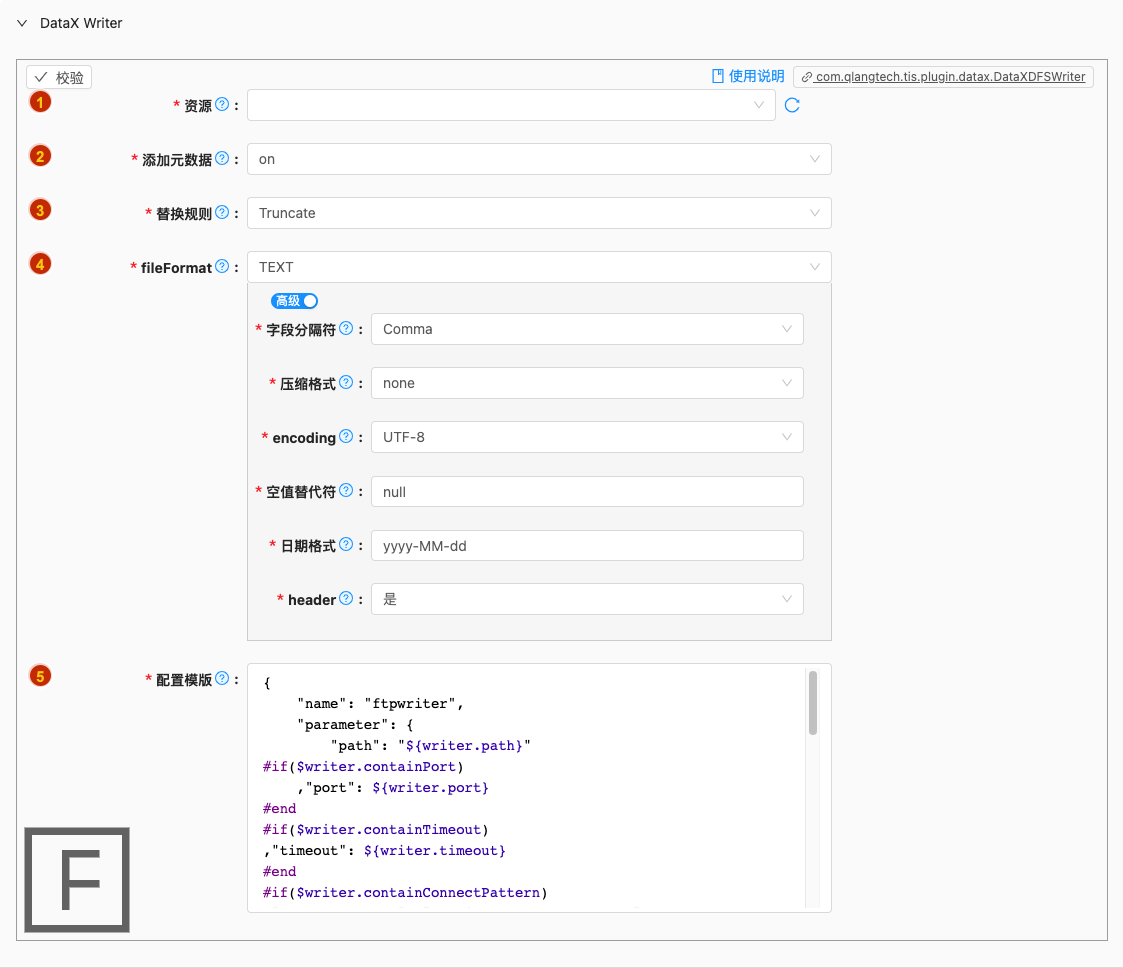 DataX Writer
校验
使用说明 com.qlangtech.tis.plugin.datax.DataXDFSWriter
1 * 资源 :
2 * 添加元数据 : on
3 * 替换规则 : Truncate
4 * fileFormat : TEXT
高级
* 字段分隔符 : Comma
* 压缩格式 : none
* encoding : UTF-8
* 空值替代符 : null
* 日期格式 : yyyy-MM-dd
* header : 是
5 * 配置模版 :
{
"name": "ftpwriter",
"parameter": {
"path": "${writer.path}"
#if($writer.containPort)
,"port": ${writer.port}
#end
#if($writer.containTimeout)
,"timeout": ${writer.timeout}
#end
#if($writer.containConnectPattern)
F